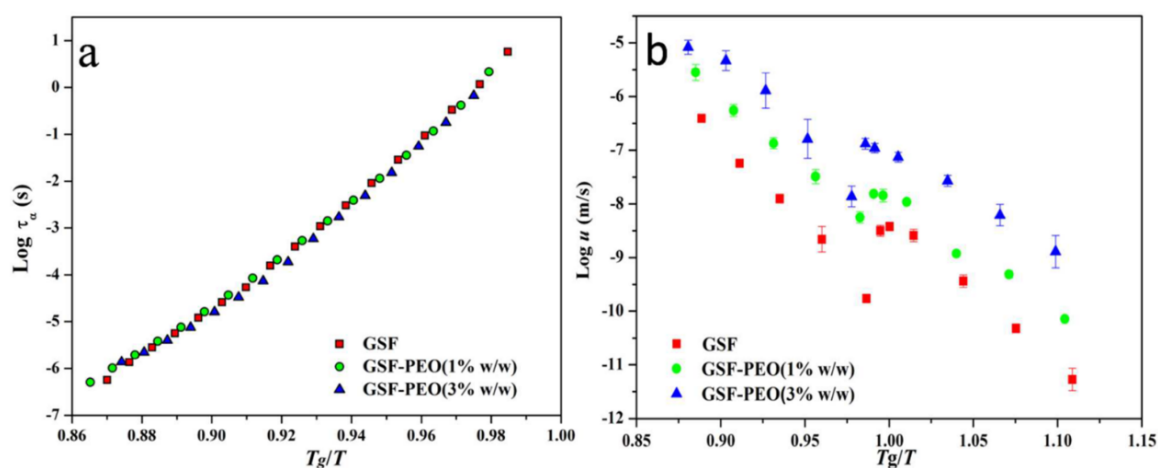 a
Log τα (s)
1
0
-1
-2
-3
-4
-5
-6
-7
0.86 0.88 0.90 0.92 0.94 0.96 0.98 1.00
Tg/T
GSF
GSF-PEO(1% w/w)
GSF-PEO(3% w/w)
b
Log u (m/s)
-5
-6
-7
-8
-9
-10
-11
-12
0.85 0.90 0.95 1.00 1.05 1.10 1.15
Tg/T
GSF
GSF-PEO(1% w/w)
GSF-PEO(3% w/w)